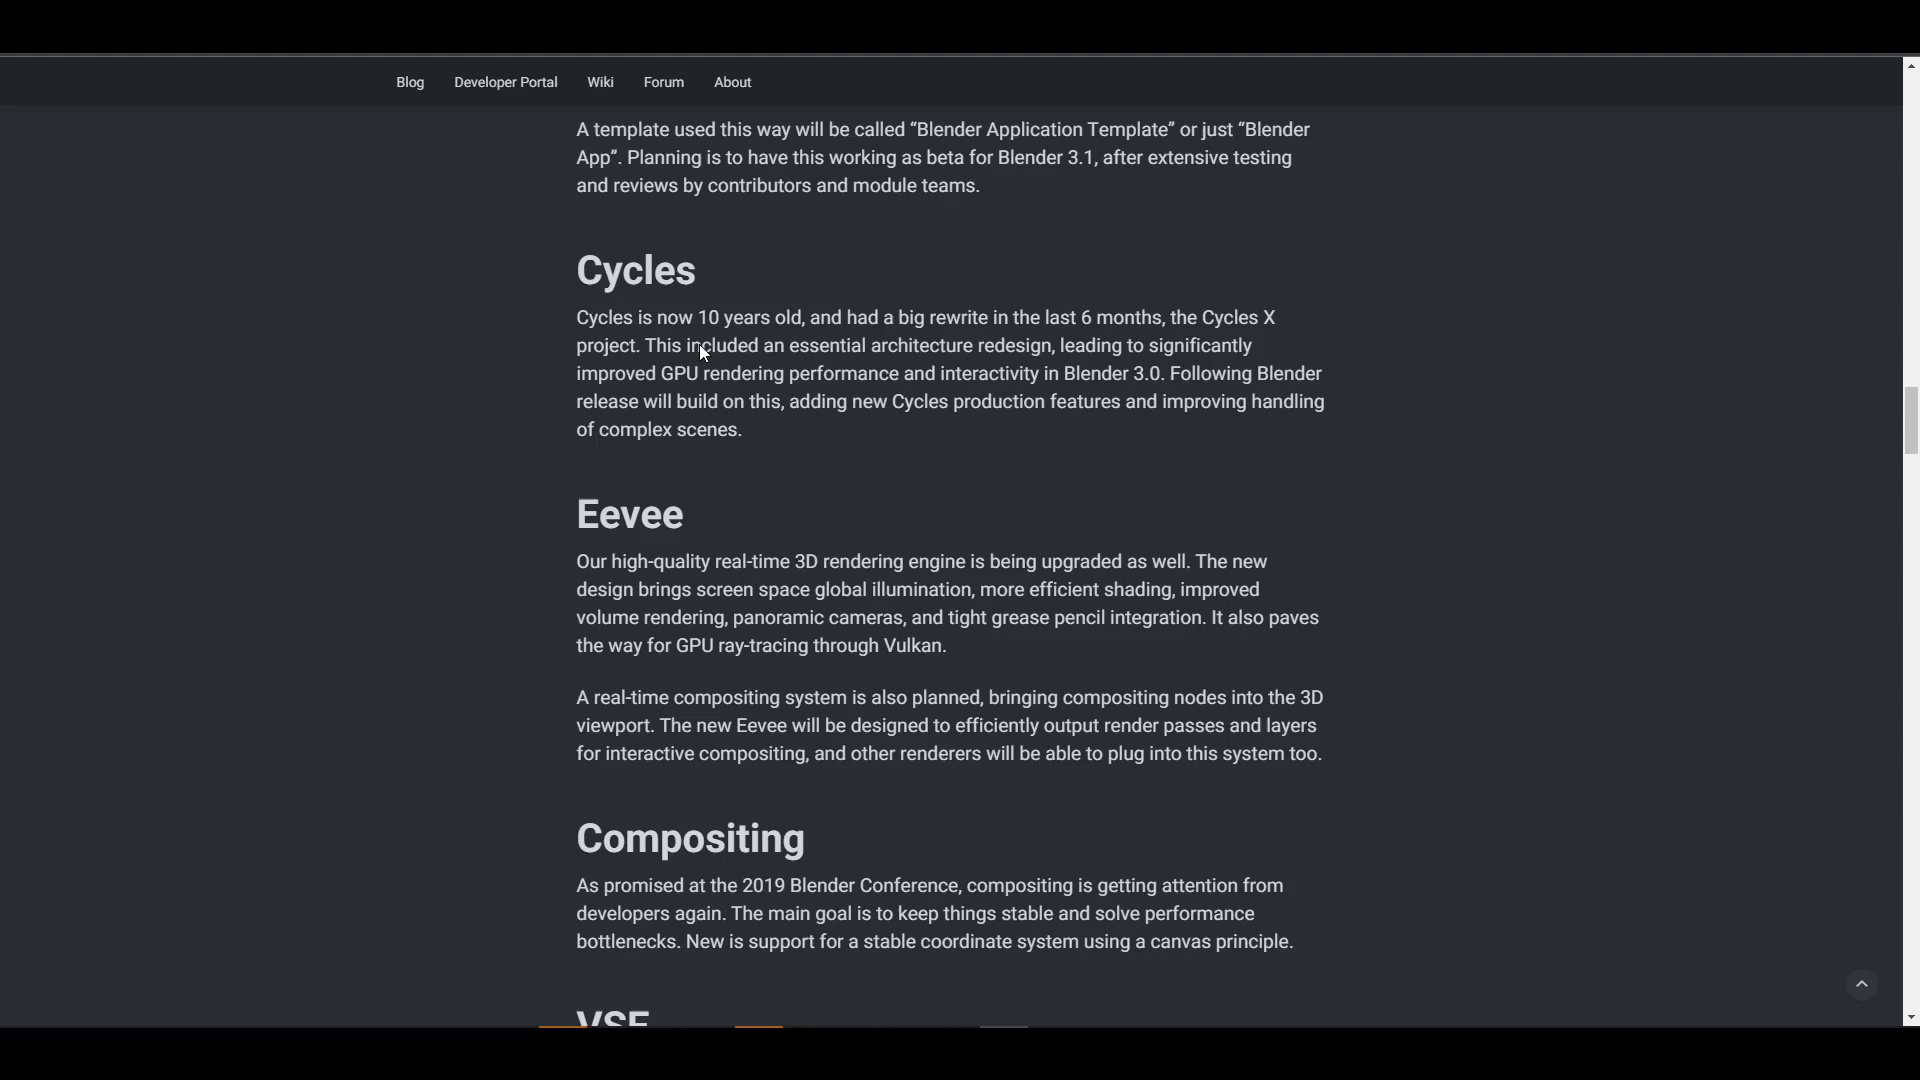 Blog Developer Portal Wiki Forum About
A template used this way will be called “Blender Application Template” or just “Blender
App”. Planning is to have this working as beta for Blender 3.1, after extensive testing
and reviews by contributors and module teams.
Cycles
Cycles is now 10 years old, and had a big rewrite in the last 6 months, the Cycles X
project. This included an essential architecture redesign, leading to significantly
improved GPU rendering performance and interactivity in Blender 3.0. Following Blender
release will build on this, adding new Cycles production features and improving handling
of complex scenes.
Eevee
Our high-quality real-time 3D rendering engine is being upgraded as well. The new
design brings screen space global illumination, more efficient shading, improved
volume rendering, panoramic cameras, and tight grease pencil integration. It also paves
the way for GPU ray-tracing through Vulkan.
A real-time compositing system is also planned, bringing compositing nodes into the 3D
viewport. The new Eevee will be designed to efficiently output render passes and layers
for interactive compositing, and other renderers will be able to plug into this system too.
Compositing
As promised at the 2019 Blender Conference, compositing is getting attention from
developers again. The main goal is to keep things stable and solve performance
bottlenecks. New is support for a stable coordinate system using a canvas principle.
VSE